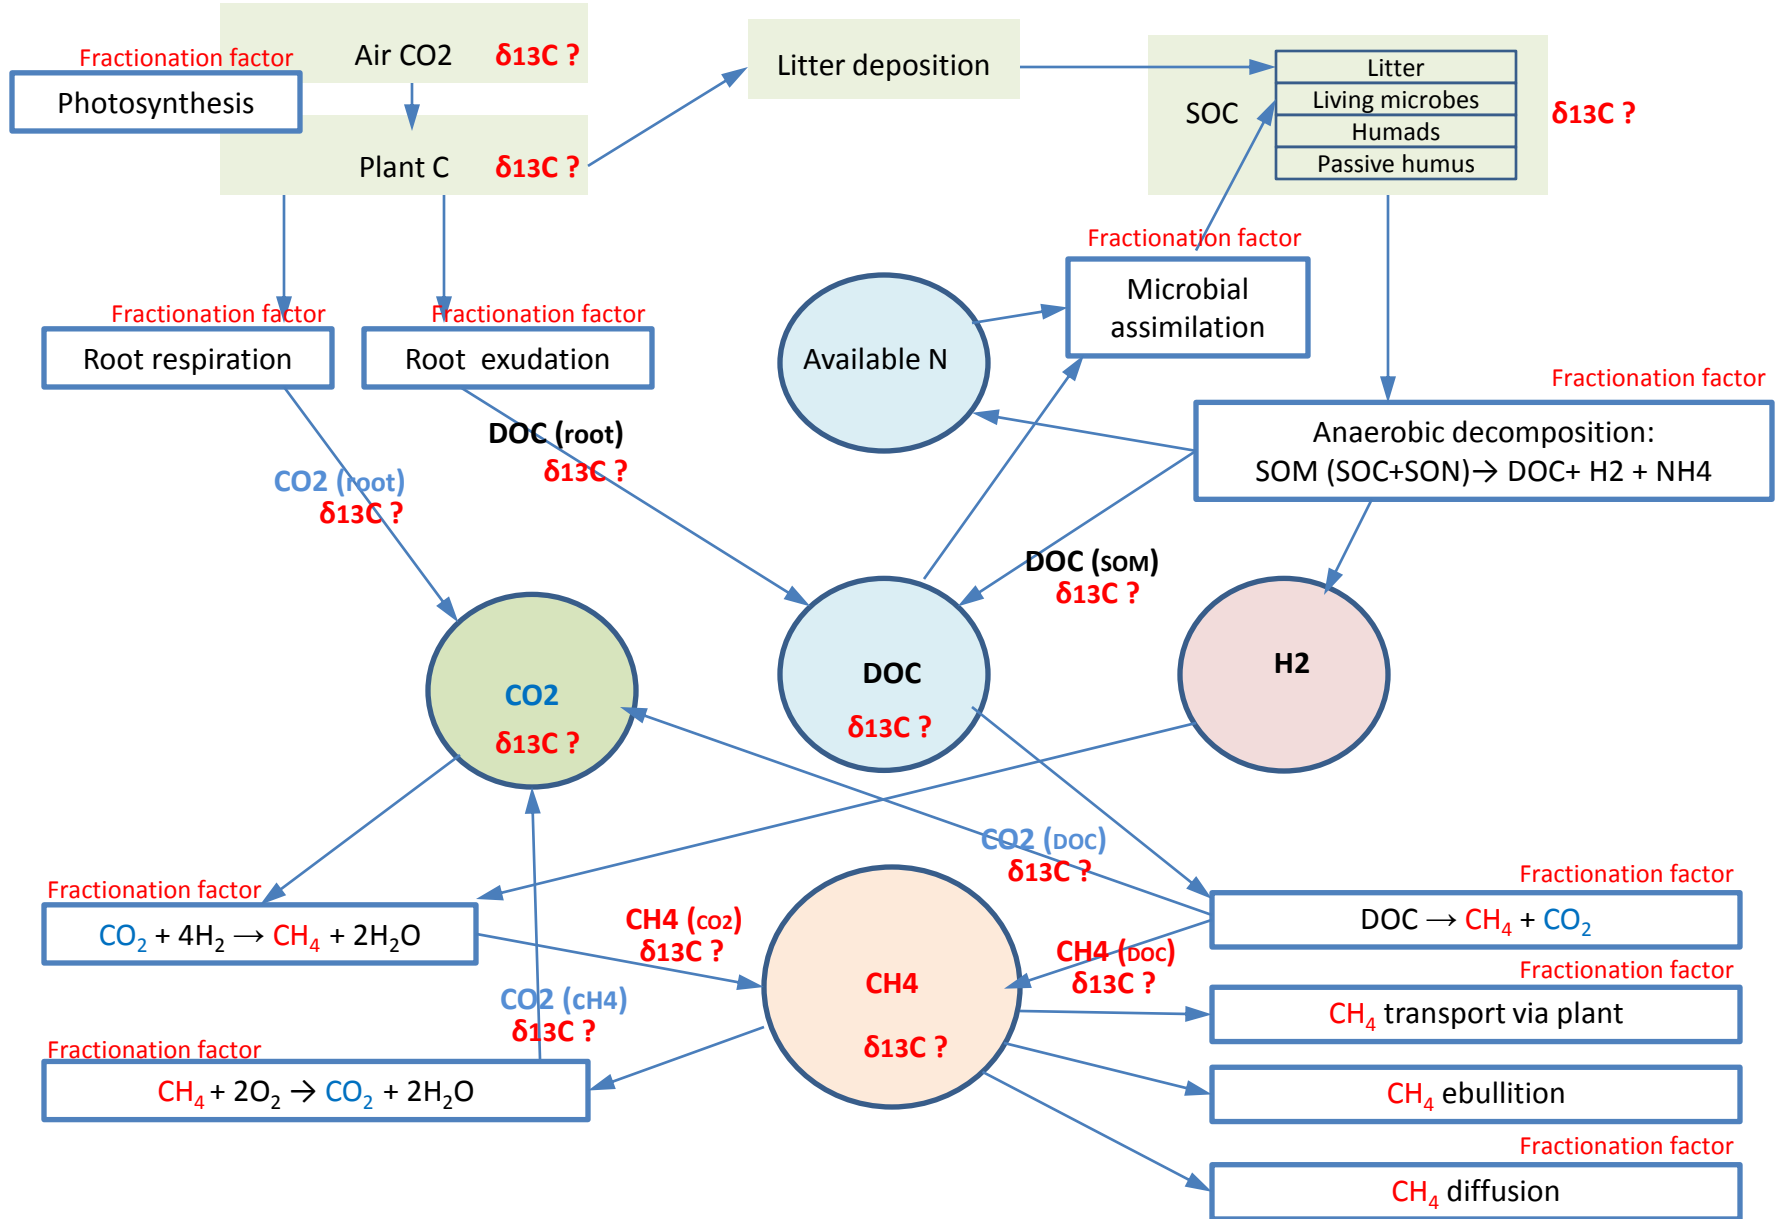 Fractionation factor
Photosynthesis
Air CO2 δ13C ?
Plant C δ13C ?
Litter deposition
SOC
Litter
Living microbes
Humads
Passive humus
δ13C ?
Fractionation factor
Root respiration
Fractionation factor
Root exudation
Available N
Fractionation factor
Microbial
assimilation
Fractionation factor
Anaerobic decomposition:
SOM (SOC+SON)→ DOC+ H2 + NH4
CO2 (root)
δ13C ?
DOC (root)
δ13C ?
DOC (SOM)
δ13C ?
CO2
δ13C ?
DOC
δ13C ?
H2
CO2 (DOC)
δ13C ?
Fractionation factor
CO₂ + 4H₂ → CH₄ + 2H₂O
CH4 (CO2)
δ13C ?
CH4
δ13C ?
CH4 (DOC)
δ13C ?
Fractionation factor
DOC → CH₄ + CO₂
CO2 (cH4)
δ13C ?
Fractionation factor
CH₄ + 2O₂ → CO₂ + 2H₂O
Fractionation factor
CH₄ transport via plant
CH₄ ebullition
Fractionation factor
CH₄ diffusion